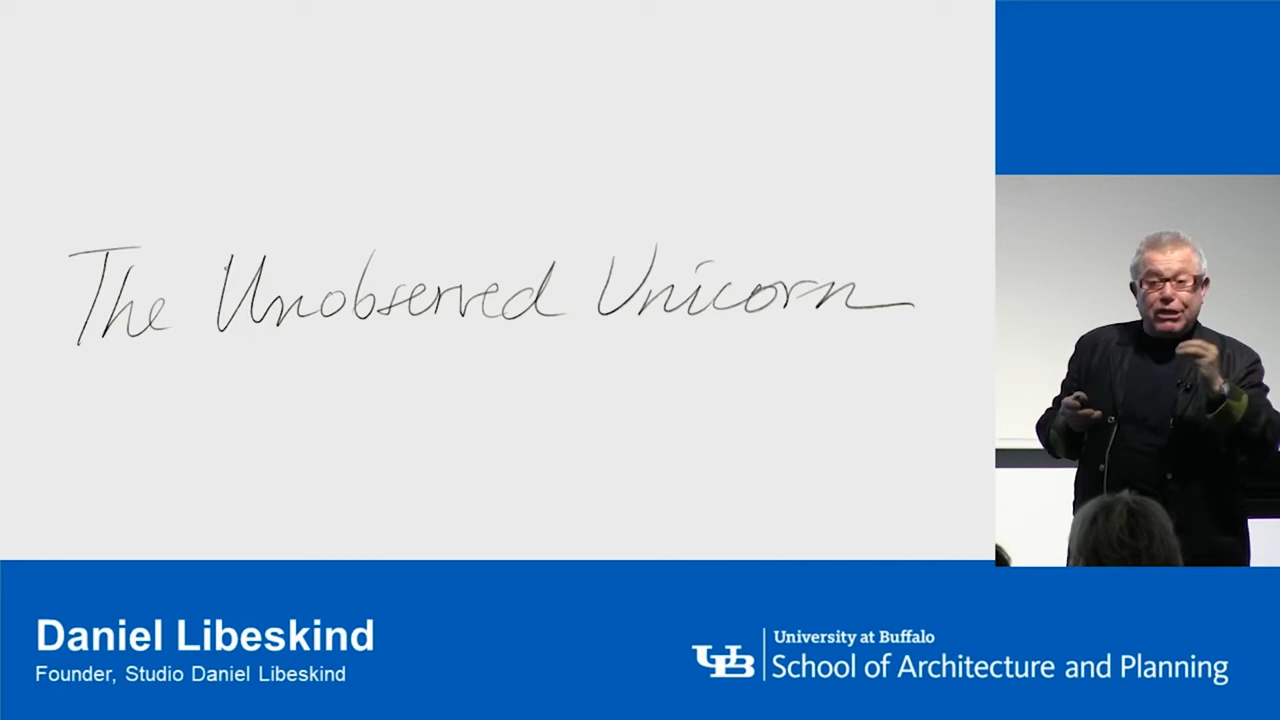 The Unobserved Unicorn
Daniel Libeskind
Founder, Studio Daniel Libeskind
UB
University at Buffalo
School of Architecture and Planning